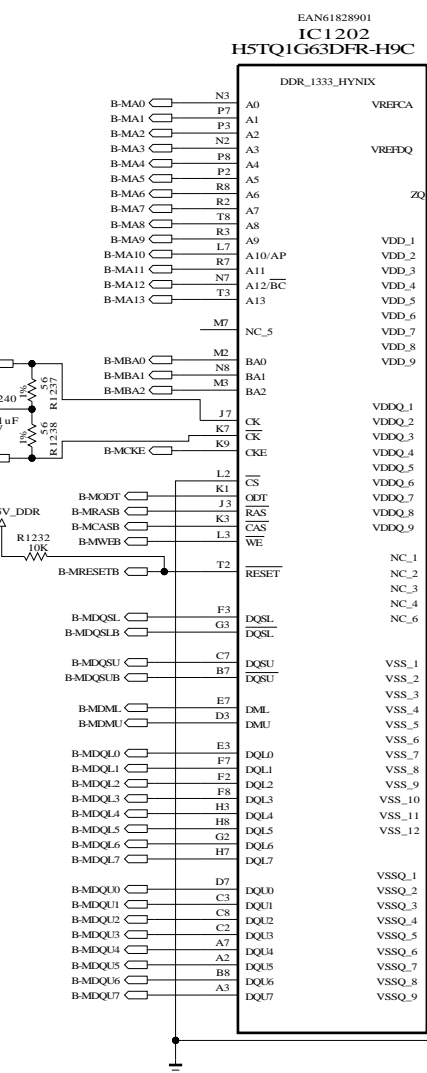 EAN61828901
IC1202
H5TQ1G63DFR-H9C
DDR_1333_HYNIX
B-MA0 N3 A0 VREFCA
B-MA1 P7 A1
B-MA2 P3 A2
B-MA3 N2 A3 VREFDQ
B-MA4 P8 A4
B-MA5 P2 A5
B-MA6 R8 A6 ZQ
B-MA7 R2 A7
B-MA8 T8 A8
B-MA9 R3 A9 VDD_1
B-MA10 L7 A10/AP VDD_2
B-MA11 R7 A11 VDD_3
B-MA12 N7 A12/BC VDD_4
B-MA13 T3 A13 VDD_5
VDD_6
M7 NC_5 VDD_7
VDD_8
B-MBA0 M2 BA0 VDD_9
B-MBA1 N8 BA1
B-MBA2 M3 BA2
1% 56 R1237
240
VDDQ_1
J7 CK VDDQ_2
1uF
1% 56 R1238
K7 CK VDDQ_3
B-MCKE K9 CKE VDDQ_4
VDDQ_5
L2 CS VDDQ_6
B-MODT K1 ODT VDDQ_7
B-MRASB J3 RAS VDDQ_8
B-MCASB K3 CAS VDDQ_9
B-MWEB L3 WE
5V_DDR
R1232
10K
NC_1
B-MRESETB T2 RESET NC_2
NC_3
NC_4
B-MDQSL F3 DQSL NC_6
B-MDQSLB G3 DQSL
B-MDQSU C7 DQSU VSS_1
B-MDQSUB B7 DQSU VSS_2
VSS_3
B-MDML E7 DML VSS_4
B-MDMU D3 DMU VSS_5
VSS_6
B-MDQL0 E3 DQL0 VSS_7
B-MDQL1 F7 DQL1 VSS_8
B-MDQL2 F2 DQL2 VSS_9
B-MDQL3 F8 DQL3 VSS_10
B-MDQL4 H3 DQL4 VSS_11
B-MDQL5 H8 DQL5 VSS_12
B-MDQL6 G2 DQL6
B-MDQL7 H7 DQL7
VSSQ_1
B-MDQU0 D7 DQU0 VSSQ_2
B-MDQU1 C3 DQU1 VSSQ_3
B-MDQU2 C8 DQU2 VSSQ_4
B-MDQU3 C2 DQU3 VSSQ_5
B-MDQU4 A7 DQU4 VSSQ_6
B-MDQU5 A2 DQU5 VSSQ_7
B-MDQU6 B8 DQU6 VSSQ_8
B-MDQU7 A3 DQU7 VSSQ_9